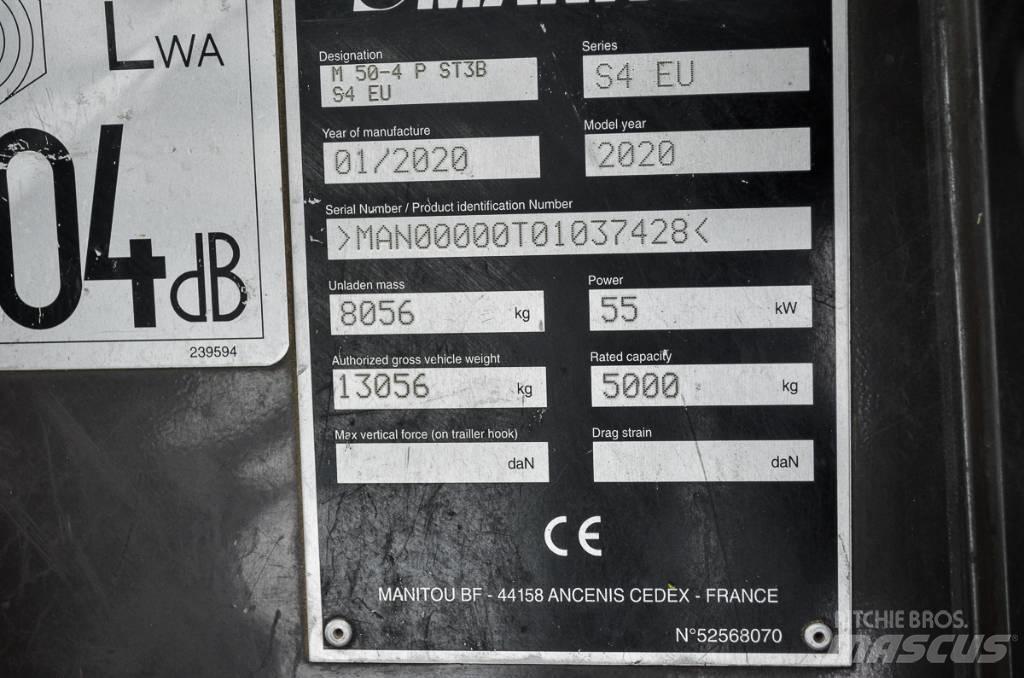 LWA
04
dB
239594
Designation
M 50-4 P ST3B
S4 EU
Series
S4 EU
Year of manufacture
01/2020
Model year
2020
Serial Number / Product identification Number
>MAN00000T01037428<
Unladen mass
8056 kg
Power
55 kW
Authorized gross vehicle weight
13056 kg
Rated capacity
5000 kg
Max vertical force (on trailler hook)
daN
Drag strain
daN
CE
MANITOU BF - 44158 ANCENIS CEDEX - FRANCE
N°52568070
RITCHIE BROS.
MASCUS